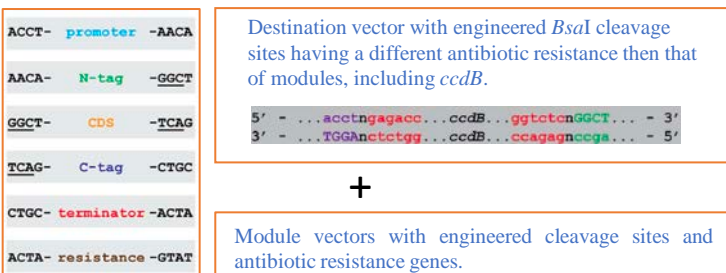 ACCT- promoter -AACA
AACA- N-tag -GGCT
GGCT- CDS -TCAG
TCAG- C-tag -CTGC
CTGC- terminator -ACTA
ACTA- resistance -GTAT
Destination vector with engineered BsaI cleavage
sites having a different antibiotic resistance then that
of modules, including ccdB.
5' - ...acctngagacc...ccdB...ggtctcnGGCT... - 3'
3' - ...TGGAnctctgg...ccdB...ccagagnccga... - 5'
+
Module vectors with engineered cleavage sites and
antibiotic resistance genes.